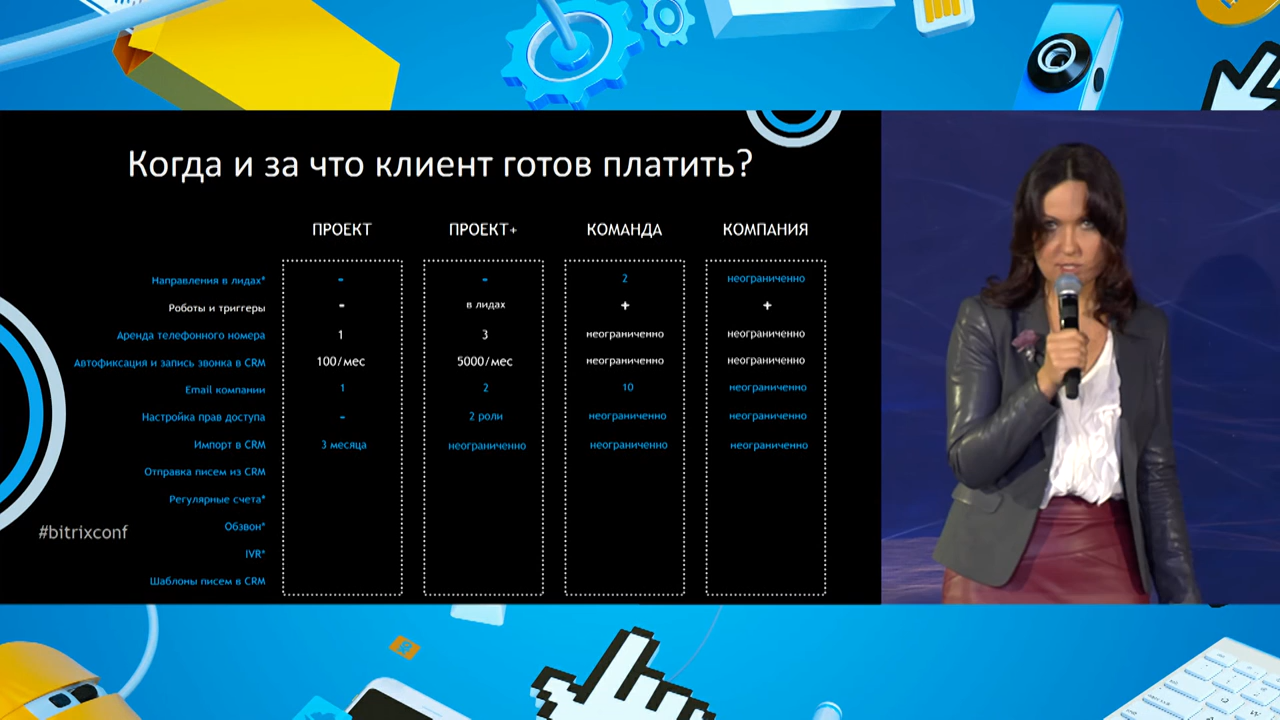 Когда и за что клиент готов платить?
ПРОЕКТ ПРОЕКТ+ КОМАНДА КОМПАНИЯ
Направления в лидах* - - 2 неограниченно
Роботы и триггеры - в лидах + +
Аренда телефонного номера 1 3 неограниченно неограниченно
Автофиксация и запись звонка в CRM 100/мес 5000/мес неограниченно неограниченно
Email компании 1 2 10 неограниченно
Настройка прав доступа - 2 роли неограниченно неограниченно
Импорт в CRM 3 месяца неограниченно неограниченно неограниченно
Отправка писем из CRM
Регулярные счета*
Обзвон*
IVR*
Шаблоны писем в CRM
#bitrixconf